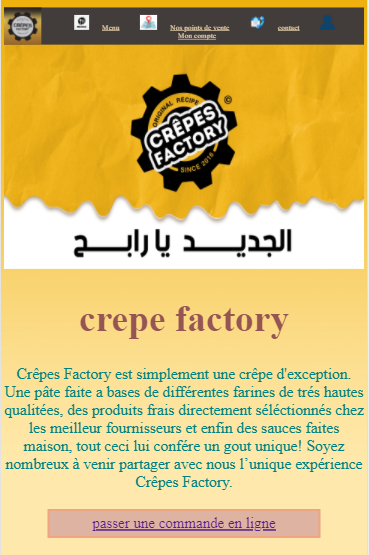 Menu
Nos points de vente
contact
Mon compte
ORIGINAL RECIPE
©
CRÊPES
FACTORY
SINCE 2016
الجديد يا رابح
crepe factory
Crêpes Factory est simplement une crêpe d'exception.
Une pâte faite a bases de différentes farines de trés hautes
qualitées, des produits frais directement séléctionnés chez
les meilleur fournisseurs et enfin des sauces faites
maison, tout ceci lui confére un gout unique! Soyez
nombreux à venir partager avec nous l’unique expérience
Crêpes Factory.
passer une commande en ligne